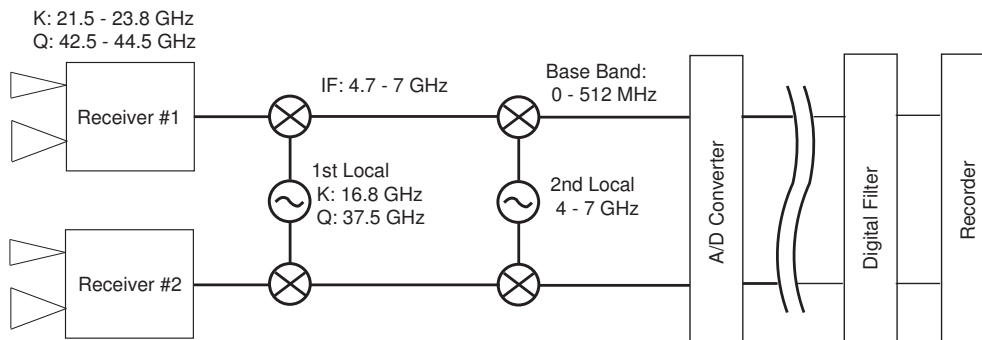 K: 21.5 - 23.8 GHz
Q: 42.5 - 44.5 GHz
Receiver #1
IF: 4.7 - 7 GHz
Base Band:
0 - 512 MHz
1st Local
K: 16.8 GHz
Q: 37.5 GHz
2nd Local
4 - 7 GHz
Receiver #2
A/D Converter
Digital Filter
Recorder